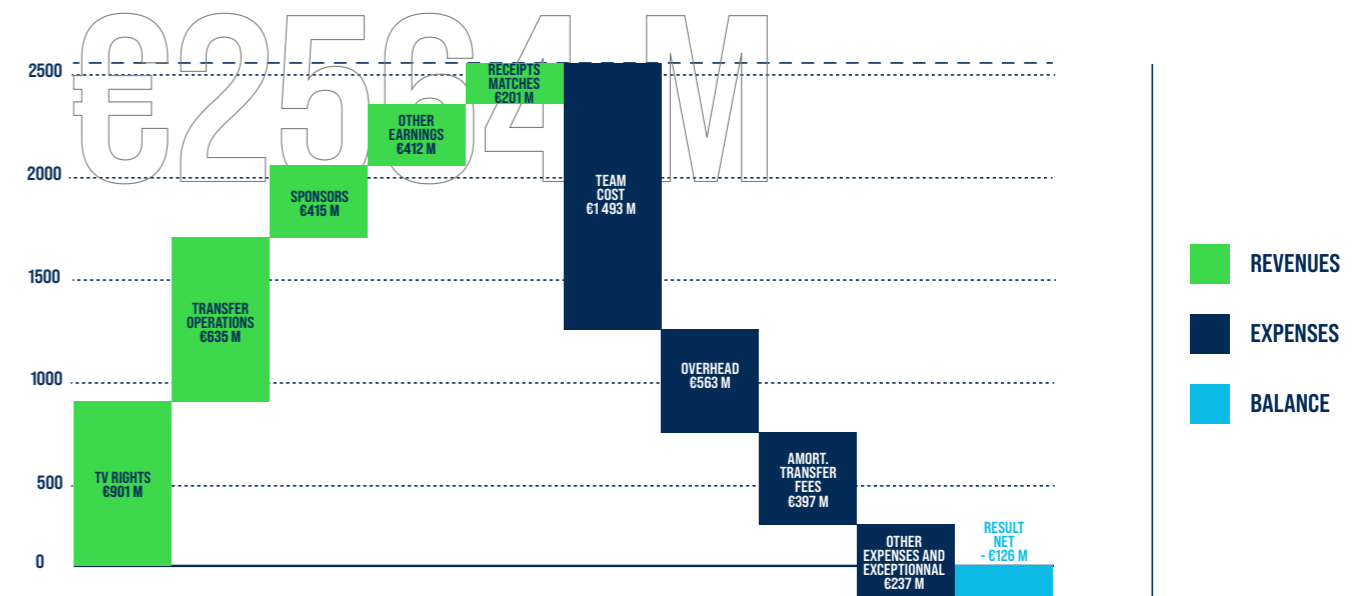 €2564 M
2500
2000
1500
1000
500
0
TV RIGHTS
€901 M
TRANSFER
OPERATIONS
€635 M
SPONSORS
€415 M
OTHER
EARNINGS
€412 M
RECEIPTS
MATCHES
€201 M
TEAM
COST
€1 493 M
OVERHEAD
€563 M
AMORT.
TRANSFER
FEES
€397 M
OTHER
EXPENSES AND
EXCEPTIONNAL
€237 M
RESULT
NET
- €126 M
REVENUES
EXPENSES
BALANCE